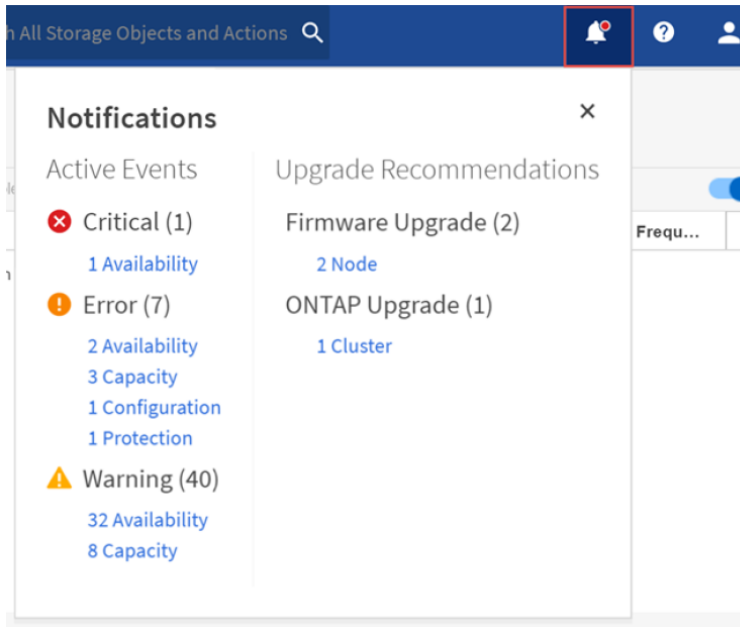 All Storage Objects and Actions
Notifications
Active Events
Critical (1)
1 Availability
Error (7)
2 Availability
3 Capacity
1 Configuration
1 Protection
Warning (40)
32 Availability
8 Capacity
Upgrade Recommendations
Firmware Upgrade (2)
2 Node
ONTAP Upgrade (1)
1 Cluster
Frequ...